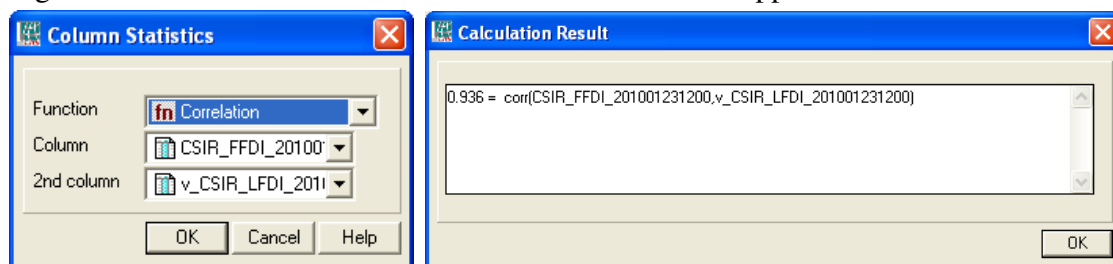 Column Statistics
Function
fn Correlation
Column
CSIR_FFDI_20100
2nd column
v_CSIR_LFDI_201
OK Cancel Help
Calculation Result
0.936 = corr(CSIR_FFDI_201001231200,v_CSIR_LFDI_201001231200)
OK